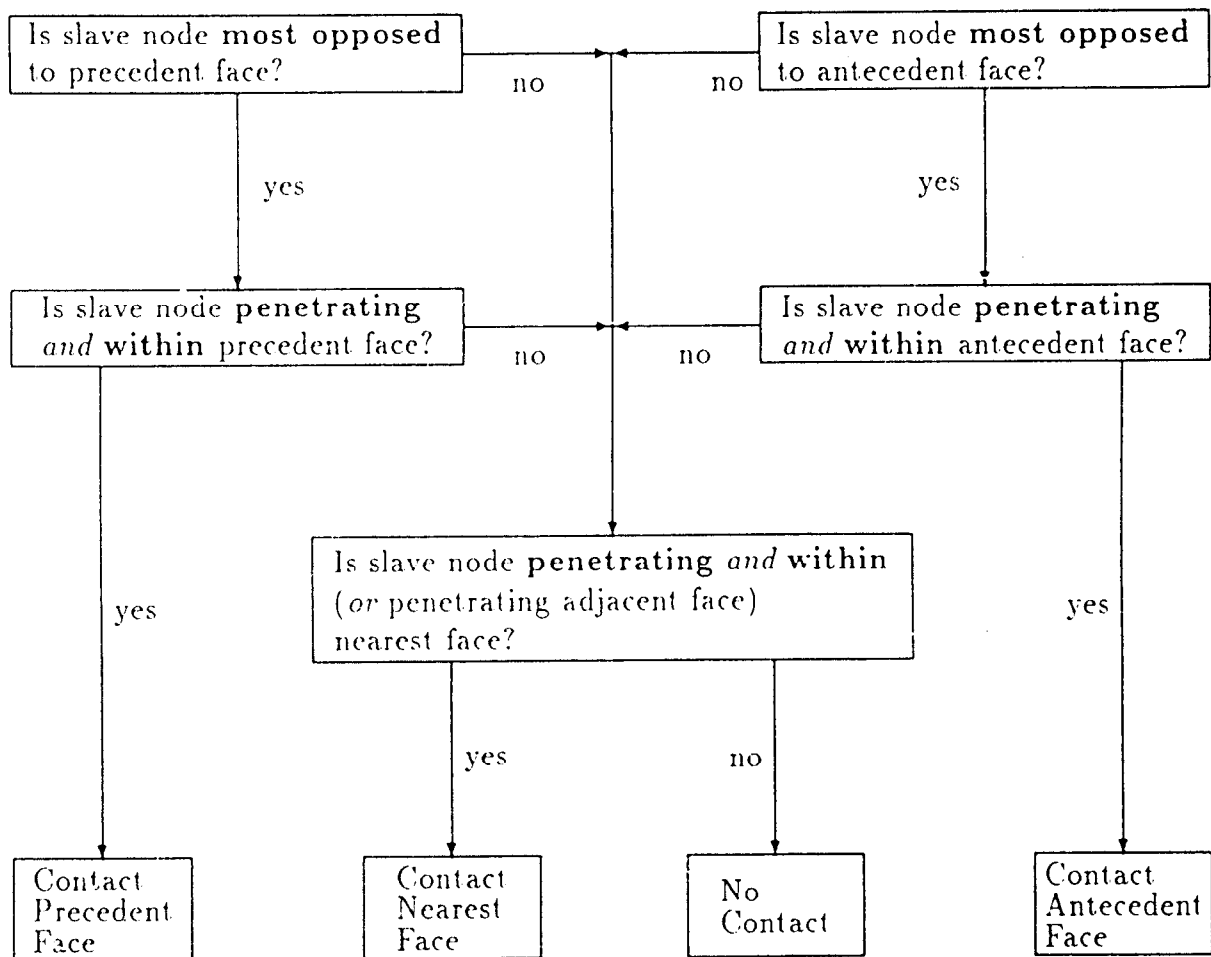 Is slave node most opposed
to precedent face?
no
no
Is slave node most opposed
to antecedent face?
yes
yes
Is slave node penetrating
and within precedent face?
no
no
Is slave node penetrating
and within antecedent face?
Is slave node penetrating and within
(or penetrating adjacent face)
nearest face?
yes
yes
yes
no
Contact
Precedent
Face
Contact
Nearest
Face
No
Contact
Contact
Antecedent
Face